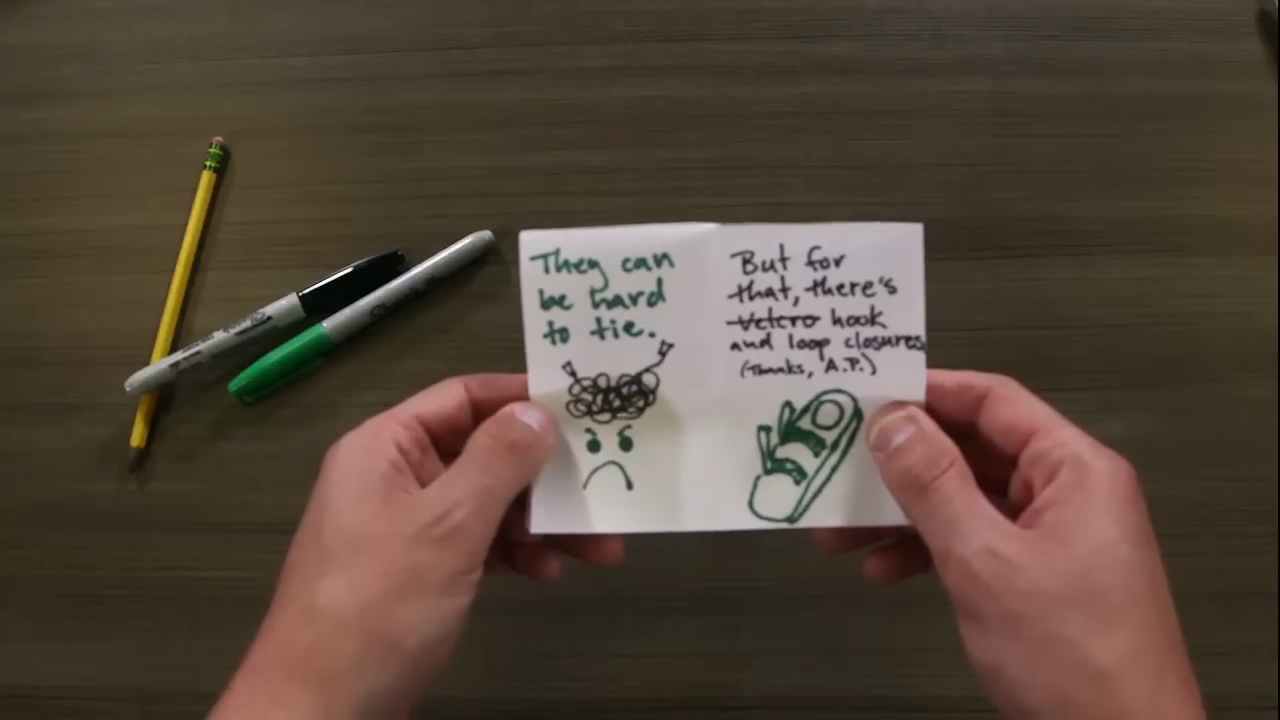 They can
be hard
to tie.
But for
that, there's
Velcro hook
and loop closures
(Thanks, A.P.)